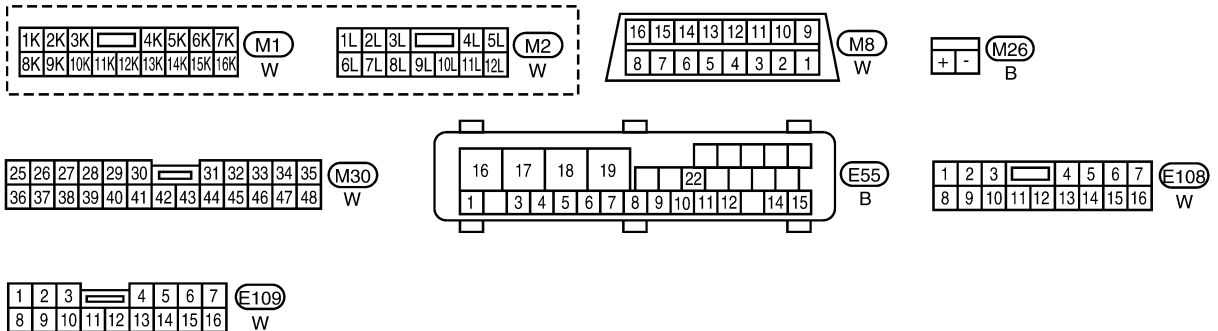 1K 2K 3K 4K 5K 6K 7K
8K 9K 10K 11K 12K 13K 14K 15K 16K
M1
W
1L 2L 3L 4L 5L
6L 7L 8L 9L 10L 11L 12L
M2
W
16 15 14 13 12 11 10 9
8 7 6 5 4 3 2 1
M8
W
+ -
M26
B
25 26 27 28 29 30 31 32 33 34 35
36 37 38 39 40 41 42 43 44 45 46 47 48
M30
W
16 17 18 19
22
1 3 4 5 6 7 8 9 10 11 12 14 15
E55
B
1 2 3 4 5 6 7
8 9 10 11 12 13 14 15 16
E108
W
1 2 3 4 5 6 7
8 9 10 11 12 13 14 15 16
E109
W